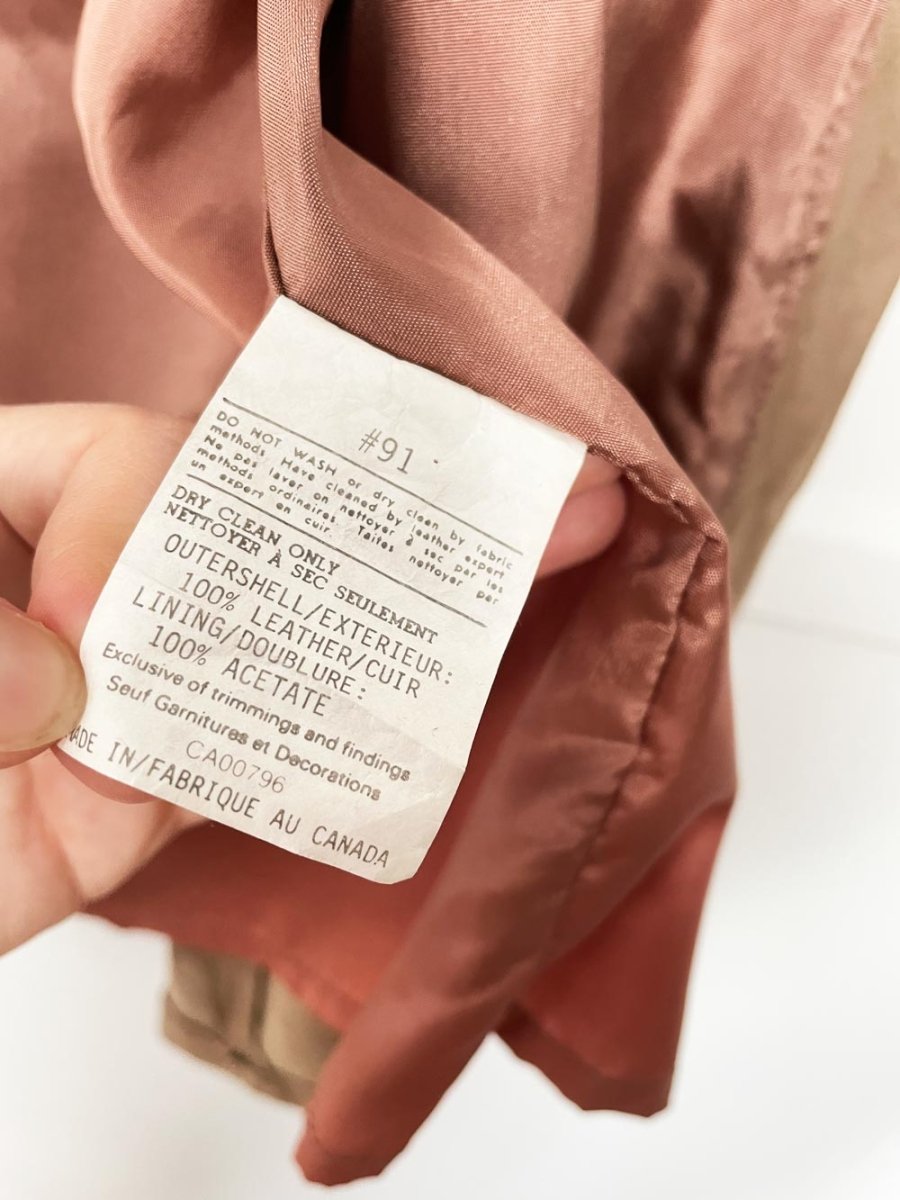 #91
DO NOT WASH or dry clean by fabric
methods. Have cleaned by leather expert
Ne pas laver on nettoyer à sec par les
methods ordinaires. Taites nettoyer par
un expert en cuir.
DRY CLEAN ONLY
NETTOYER À SEC SEULEMENT
OUTERSHELL/EXTERIEUR:
100% LEATHER/CUIR
LINING/DOUBLURE:
100% ACETATE
Exclusive of trimmings and findings
Seuf Garnitures et Decorations
CA00796
ADE IN/FABRIQUE AU CANADA